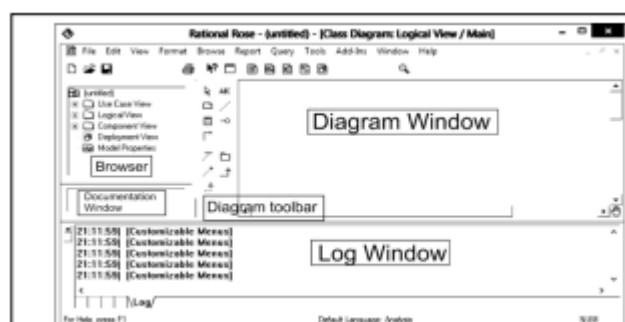 Rational Rose - (untitled) - [Class Diagram: Logical View / Main]
File Edit View Format Browse Report Query Tools Add-Ins Window Help
(untitled)
Use Case View
Logical View
Component View
Deployment View
Model Properties
ABC
Browser
Diagram Window
Documentation
Window
Diagram toolbar
21:11:59| [Customizable Menus]
21:11:59| [Customizable Menus]
21:11:59| [Customizable Menus]
21:11:59| [Customizable Menus]
21:11:59| [Customizable Menus]
Log Window
Log
For Help, press F1
Default Language: Analysis
NUM